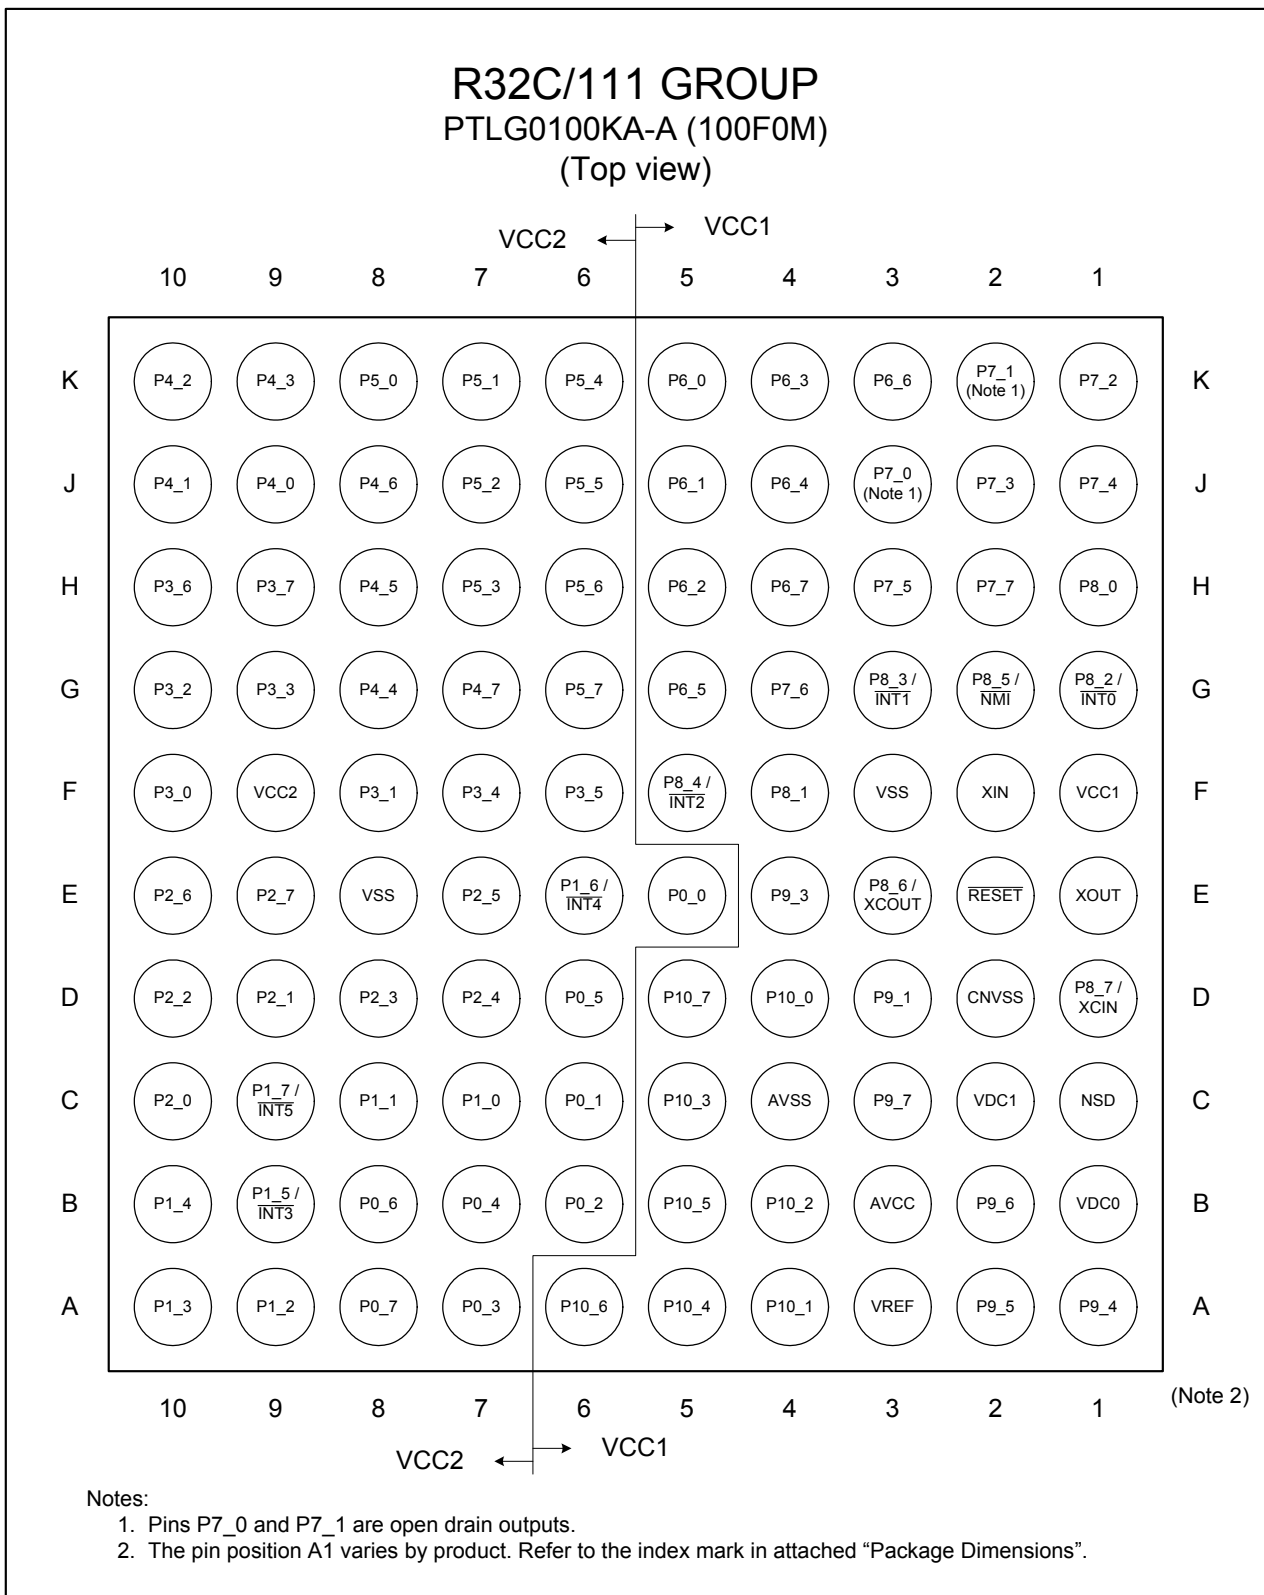 R32C/111 GROUP
PTLG0100KA-A (100F0M)
(Top view)
VCC2 VCC1
10 9 8 7 6 5 4 3 2 1
K P4_2 P4_3 P5_0 P5_1 P5_4 P6_0 P6_3 P6_6 P7_1 (Note 1) P7_2 K
J P4_1 P4_0 P4_6 P5_2 P5_5 P6_1 P6_4 P7_0 (Note 1) P7_3 P7_4 J
H P3_6 P3_7 P4_5 P5_3 P5_6 P6_2 P6_7 P7_5 P7_7 P8_0 H
G P3_2 P3_3 P4_4 P4_7 P5_7 P6_5 P7_6 P8_3 / INT1 P8_5 / NMI P8_2 / INT0 G
F P3_0 VCC2 P3_1 P3_4 P3_5 P8_4 / INT2 P8_1 VSS XIN VCC1 F
E P2_6 P2_7 VSS P2_5 P1_6 / INT4 P0_0 P9_3 P8_6 / XCOUT RESET XOUT E
D P2_2 P2_1 P2_3 P2_4 P0_5 P10_7 P10_0 P9_1 CNVSS P8_7 / XCIN D
C P2_0 P1_7 / INT5 P1_1 P1_0 P0_1 P10_3 AVSS P9_7 VDC1 NSD C
B P1_4 P1_5 / INT3 P0_6 P0_4 P0_2 P10_5 P10_2 AVCC P9_6 VDC0 B
A P1_3 P1_2 P0_7 P0_3 P10_6 P10_4 P10_1 VREF P9_5 P9_4 A
10 9 8 7 6 5 4 3 2 1 (Note 2)
VCC2 VCC1
Notes:
1. Pins P7_0 and P7_1 are open drain outputs.
2. The pin position A1 varies by product. Refer to the index mark in attached “Package Dimensions”.